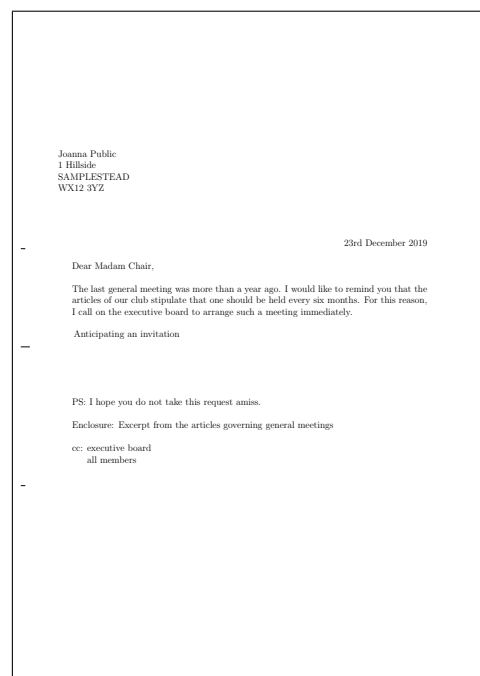 Joanna Public
1 Hillside
SAMPLESTEAD
WX12 3YZ
23rd December 2019
Dear Madam Chair,
The last general meeting was more than a year ago. I would like to remind you that the
articles of our club stipulate that one should be held every six months. For this reason,
I call on the executive board to arrange such a meeting immediately.
Anticipating an invitation
PS: I hope you do not take this request amiss.
Enclosure: Excerpt from the articles governing general meetings
cc: executive board
all members